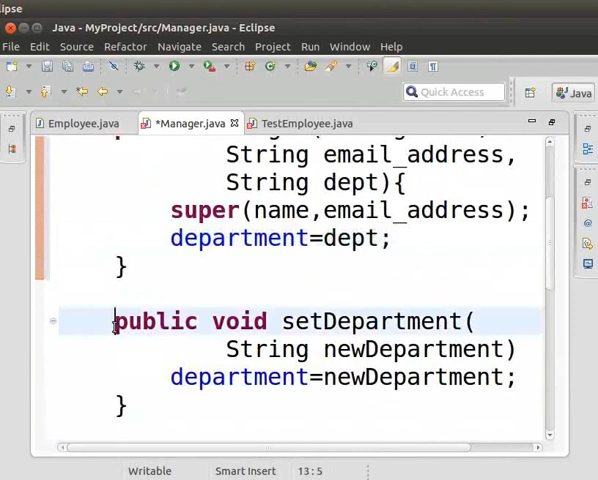 lipse
Java - MyProject/src/Manager.java - Eclipse
File Edit Source Refactor Navigate Search Project Run Window Help
Quick Access
Java
Employee.java *Manager.java TestEmployee.java
String email_address,
String dept){
super(name,email_address);
department=dept;
}
public void setDepartment(
String newDepartment)
department=newDepartment;
}
Writable Smart Insert 13:5